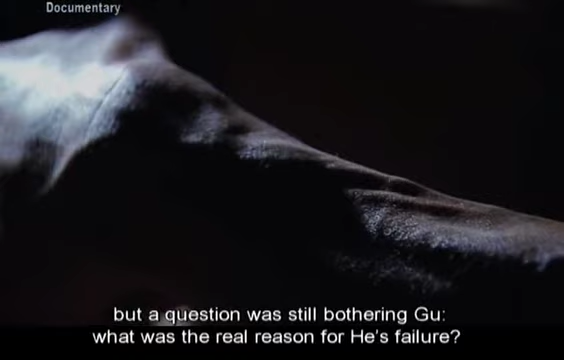 Documentary
but a question was still bothering Gu:
what was the real reason for He's failure?